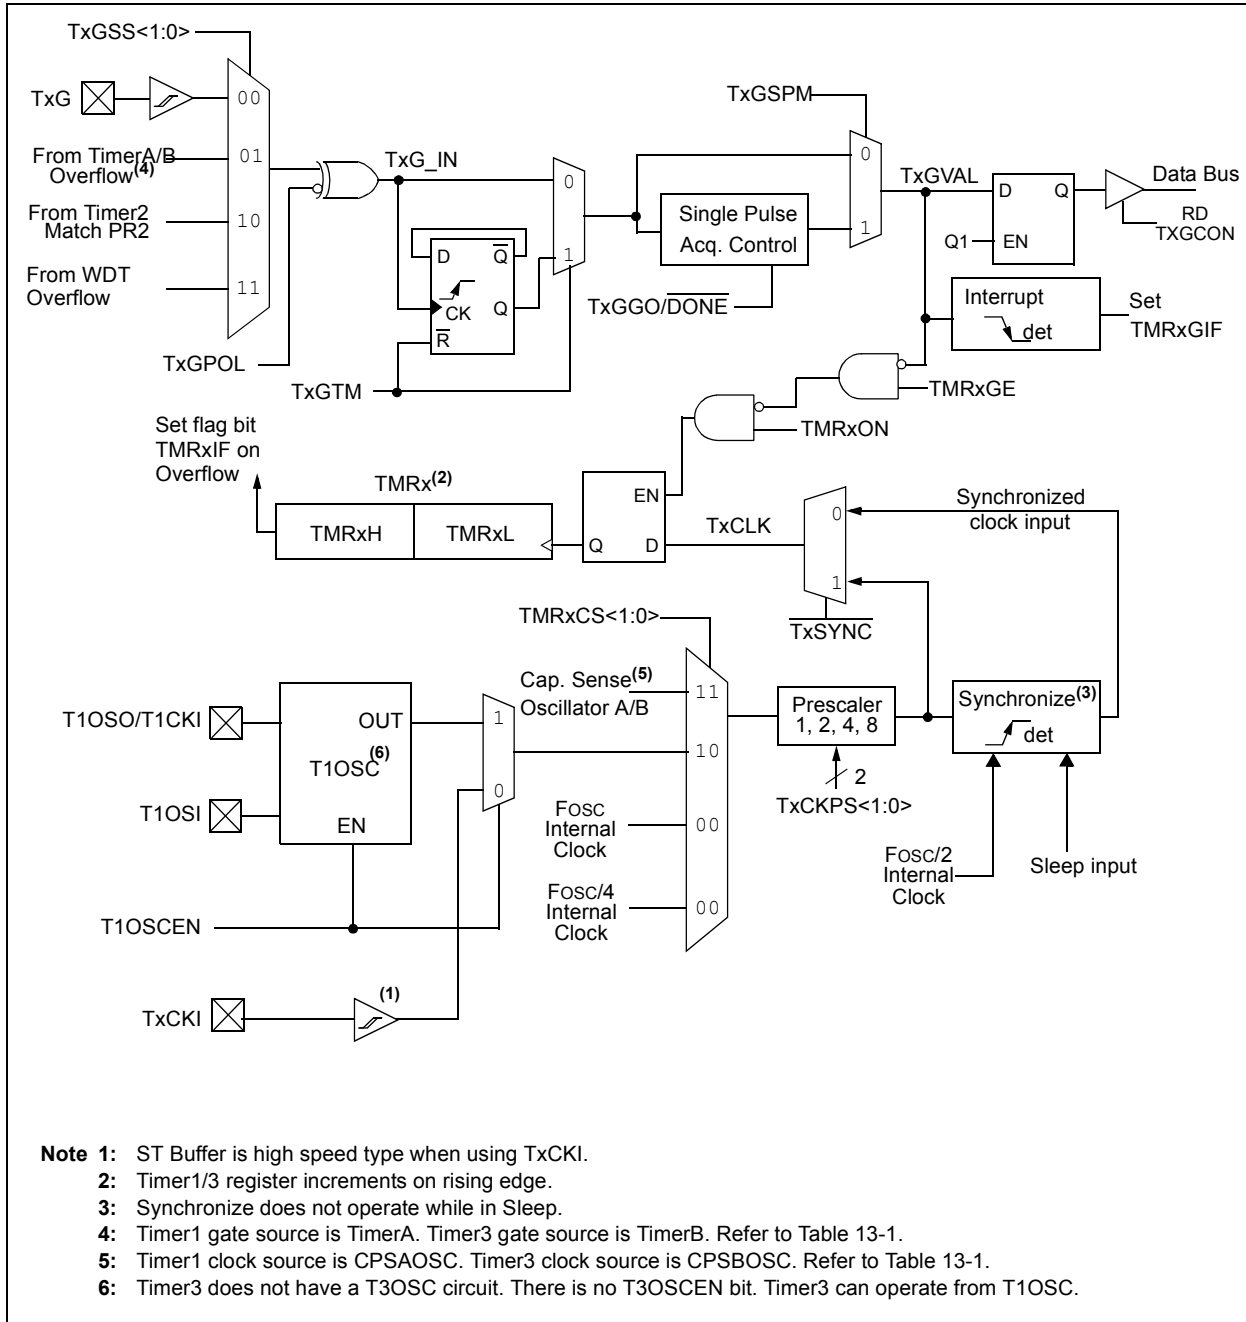 TxGSS<1:0>
TxG
00
From TimerA/B
Overflow(4)
01
From Timer2
Match PR2
10
From WDT
Overflow
11
TxGPOL
TxG_IN
D
Q
CK
Q
R
TxGTM
0
1
Single Pulse
Acq. Control
TxGGO/DONE
TxGSPM
0
1
TxGVAL
D
Q
Q1
EN
Data Bus
RD
TXGCON
Interrupt
det
Set
TMRxGIF
TMRxGE
TMRxON
Set flag bit
TMRxIF on
Overflow
TMRx(2)
TMRxH
TMRxL
EN
Q
D
TxCLK
0
1
TxSYNC
Synchronized
clock input
TMRxCS<1:0>
Cap. Sense(5)
Oscillator A/B
11
10
FOSC
Internal
Clock
00
FOSC/4
Internal
Clock
00
Prescaler
1, 2, 4, 8
2
TxCKPS<1:0>
Synchronize(3)
det
FOSC/2
Internal
Clock
Sleep input
T1OSO/T1CKI
T1OSI
OUT
T1OSC(6)
EN
1
0
T1OSCEN
TxCKI
(1)
Note 1: ST Buffer is high speed type when using TxCKI.
2: Timer1/3 register increments on rising edge.
3: Synchronize does not operate while in Sleep.
4: Timer1 gate source is TimerA. Timer3 gate source is TimerB. Refer to Table 13-1.
5: Timer1 clock source is CPSAOSC. Timer3 clock source is CPSBOSC. Refer to Table 13-1.
6: Timer3 does not have a T3OSC circuit. There is no T3OSCEN bit. Timer3 can operate from T1OSC.